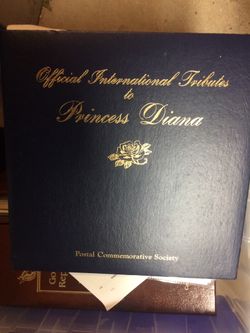 Official International Tributes
to
Princess Diana
Postal Commemorative Society